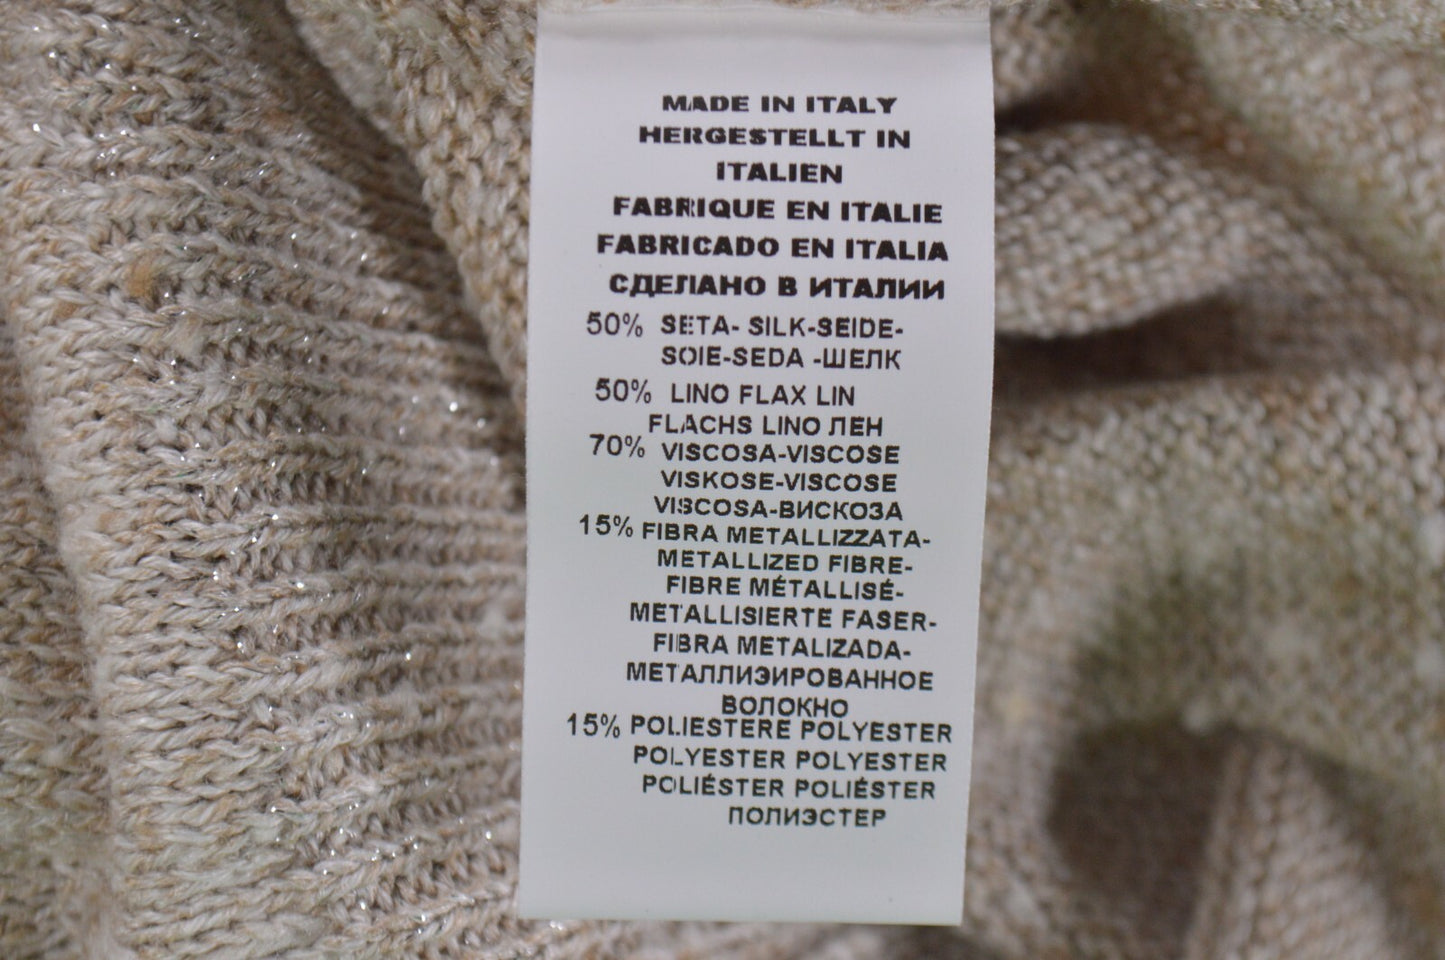 MADE IN ITALY
HERGESTELLT IN
ITALIEN
FABRIQUE EN ITALIE
FABRICADO EN ITALIA
СДЕЛАНО В ИТАЛИИ
50% SETA- SILK-SEIDE-
SOIE-SEDA -ШЕЛК
50% LINO FLAX LIN
FLACHS LINO ЛЕН
70% VISCOSA-VISCOSE
VISKOSE-VISCOSE
VISCOSA-ВИСКОЗА
15% FIBRA METALLIZZATA-
METALLIZED FIBRE-
FIBRE MÉTALLISÉ-
METALLISIERTE FASER-
FIBRA METALIZADA-
МЕТАЛЛИЭИРОВАННОЕ
ВОЛОКНО
15% POLIESTERE POLYESTER
POLYESTER POLYESTER
POLIÉSTER POLIÉSTER
ПОЛИЭСТЕР